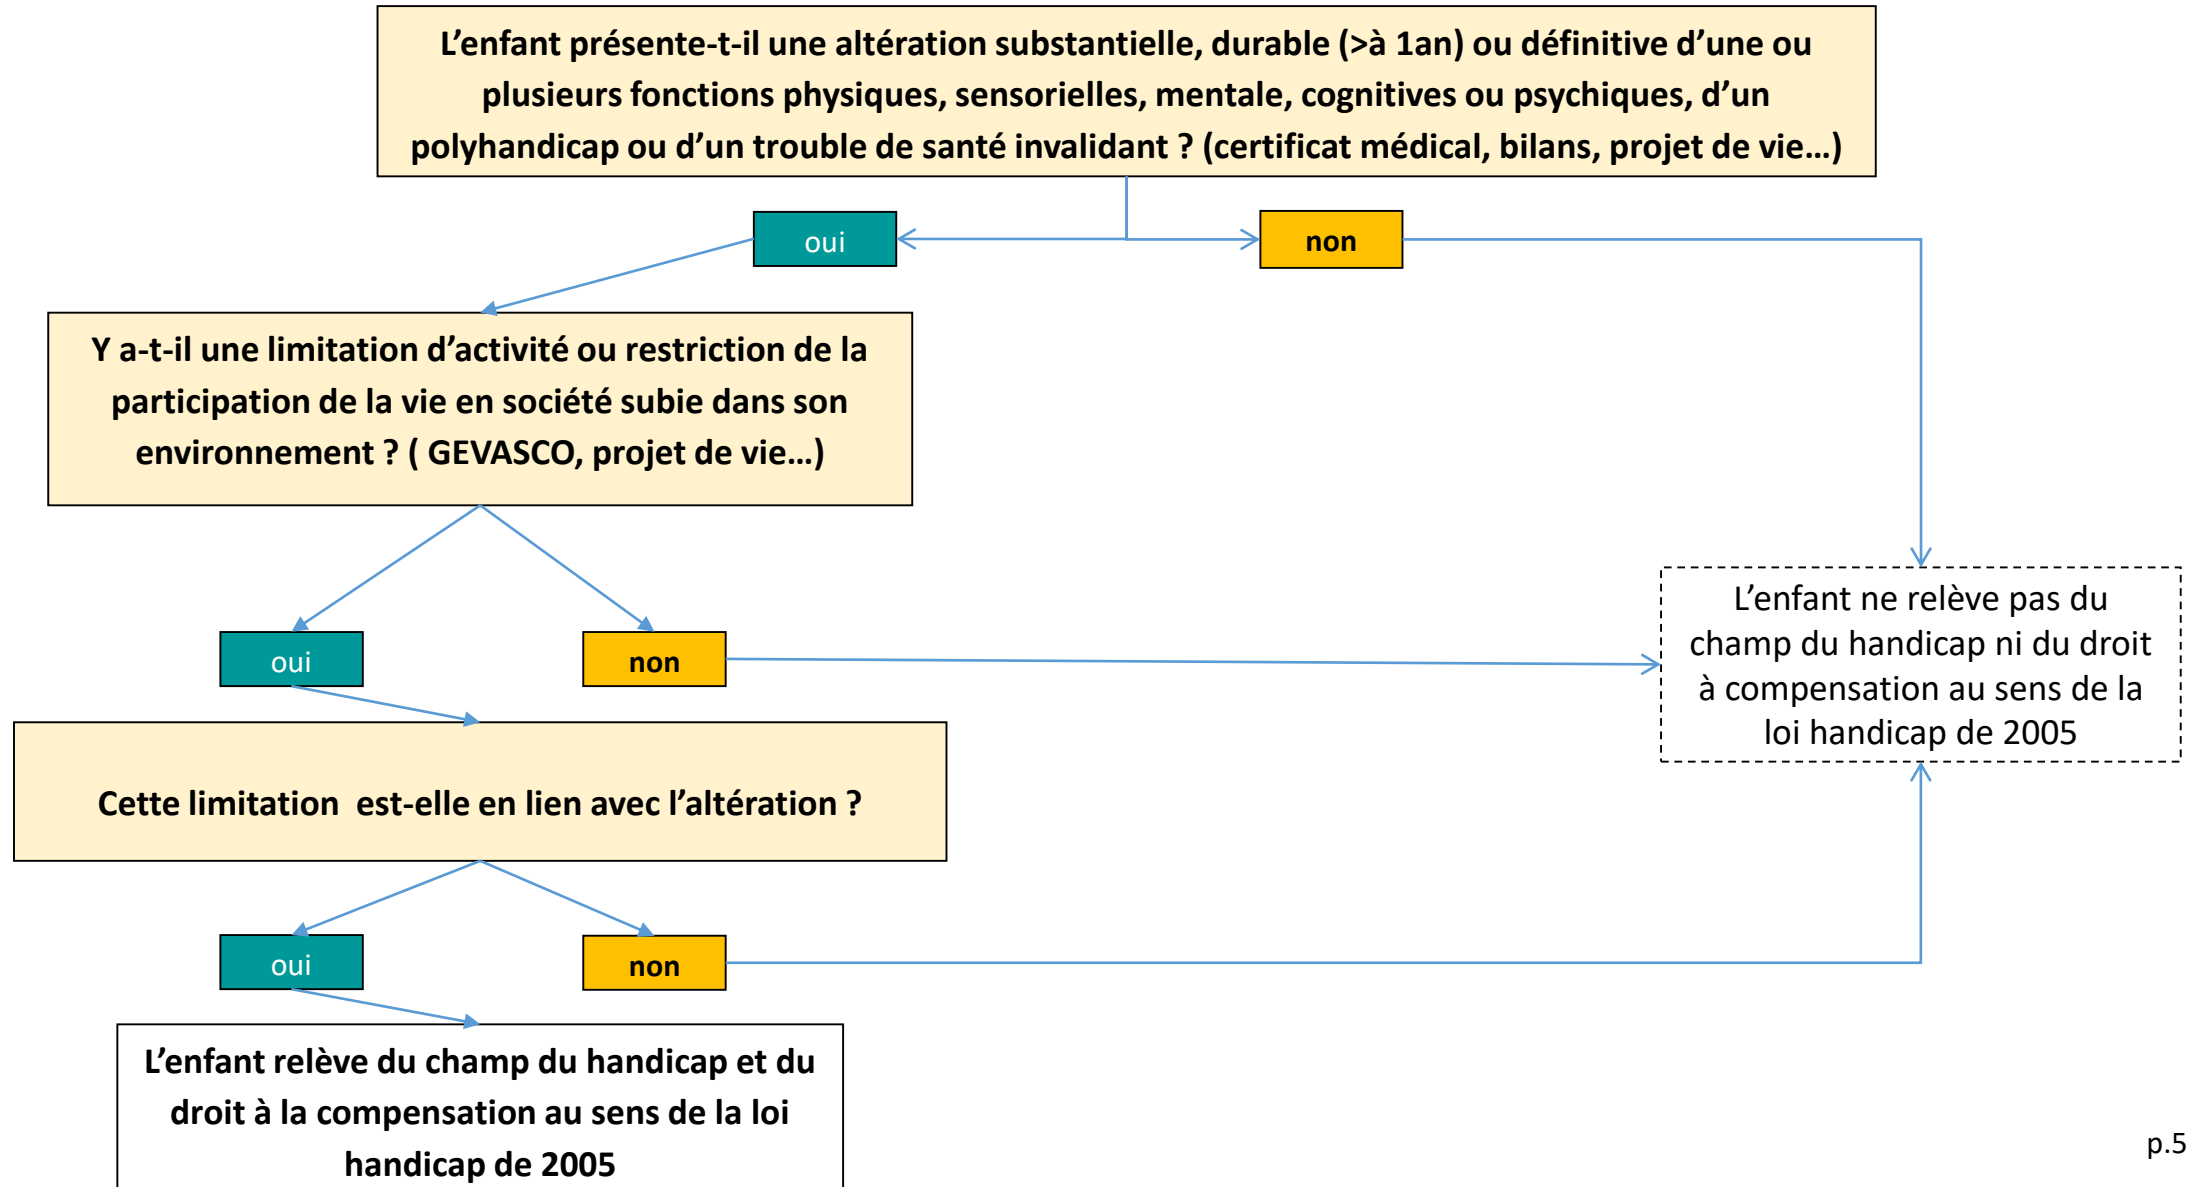 L’enfant présente-t-il une altération substantielle, durable (>à 1an) ou définitive d’une ou
plusieurs fonctions physiques, sensorielles, mentale, cognitives ou psychiques, d’un
polyhandicap ou d’un trouble de santé invalidant ? (certificat médical, bilans, projet de vie…)
oui
non
Y a-t-il une limitation d’activité ou restriction de la
participation de la vie en société subie dans son
environnement ? ( GEVASCO, projet de vie…)
oui
non
L’enfant ne relève pas du
champ du handicap ni du droit
à compensation au sens de la
loi handicap de 2005
Cette limitation  est-elle en lien avec l’altération ?
oui
non
L’enfant relève du champ du handicap et du
droit à la compensation au sens de la loi
handicap de 2005
p.5